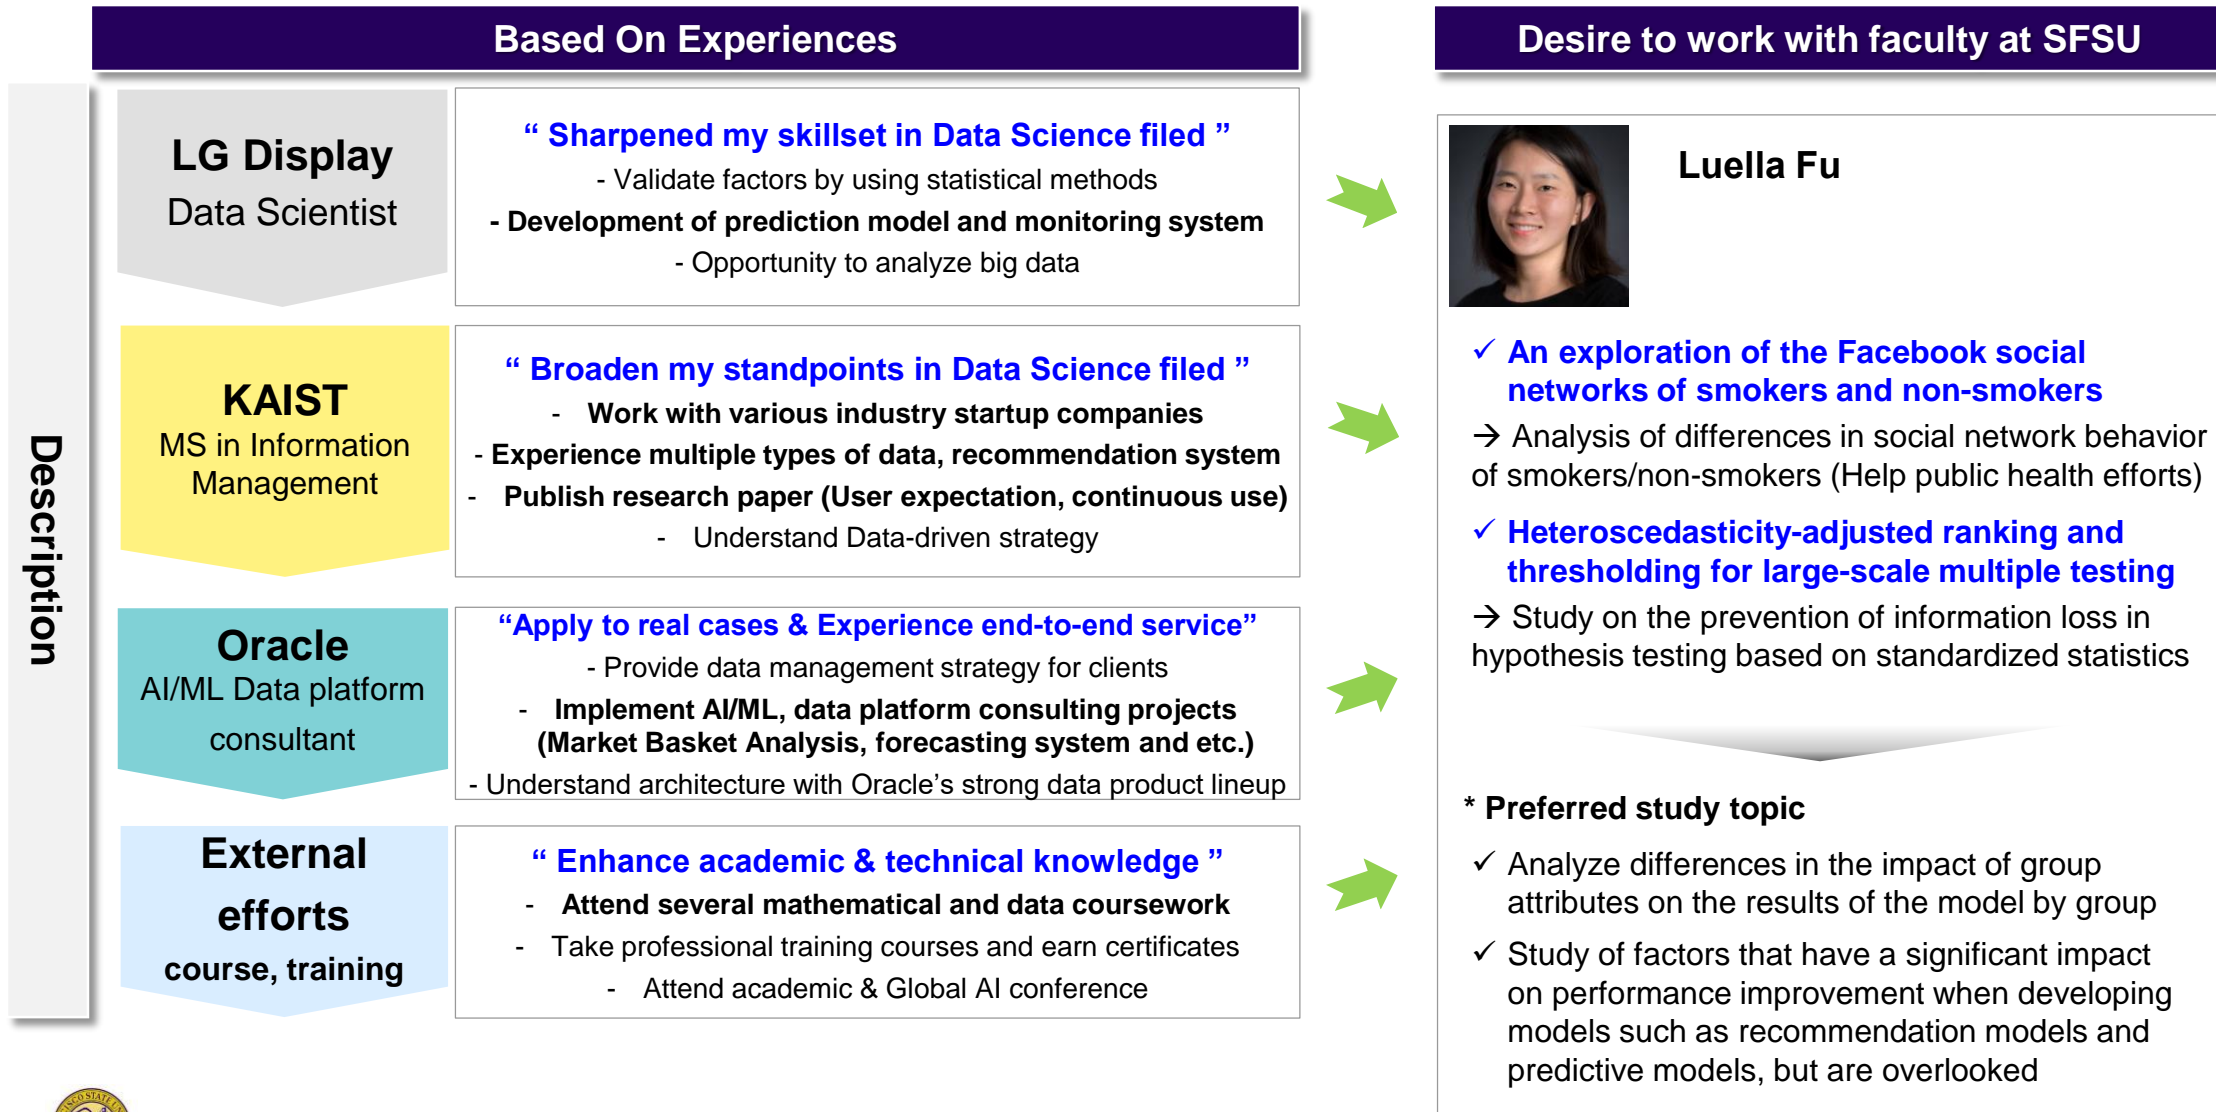 Based On Experiences
Desire to work with faculty at SFSU
Description
LG Display
Data Scientist
“ Sharpened my skillset in Data Science filed ”
- Validate factors by using statistical methods
- Development of prediction model and monitoring system
- Opportunity to analyze big data
KAIST
MS in Information
Management
“ Broaden my standpoints in Data Science filed ”
- Work with various industry startup companies
- Experience multiple types of data, recommendation system
- Publish research paper (User expectation, continuous use)
- Understand Data-driven strategy
Oracle
AI/ML Data platform
consultant
“Apply to real cases & Experience end-to-end service”
- Provide data management strategy for clients
- Implement AI/ML, data platform consulting projects
(Market Basket Analysis, forecasting system and etc.)
- Understand architecture with Oracle’s strong data product lineup
External
efforts
course, training
“ Enhance academic & technical knowledge ”
- Attend several mathematical and data coursework
- Take professional training courses and earn certificates
- Attend academic & Global AI conference
Luella Fu
✓ An exploration of the Facebook social
networks of smokers and non-smokers
→ Analysis of differences in social network behavior
of smokers/non-smokers (Help public health efforts)
✓ Heteroscedasticity-adjusted ranking and
thresholding for large-scale multiple testing
→ Study on the prevention of information loss in
hypothesis testing based on standardized statistics
* Preferred study topic
✓ Analyze differences in the impact of group
attributes on the results of the model by group
✓ Study of factors that have a significant impact
on performance improvement when developing
models such as recommendation models and
predictive models, but are overlooked